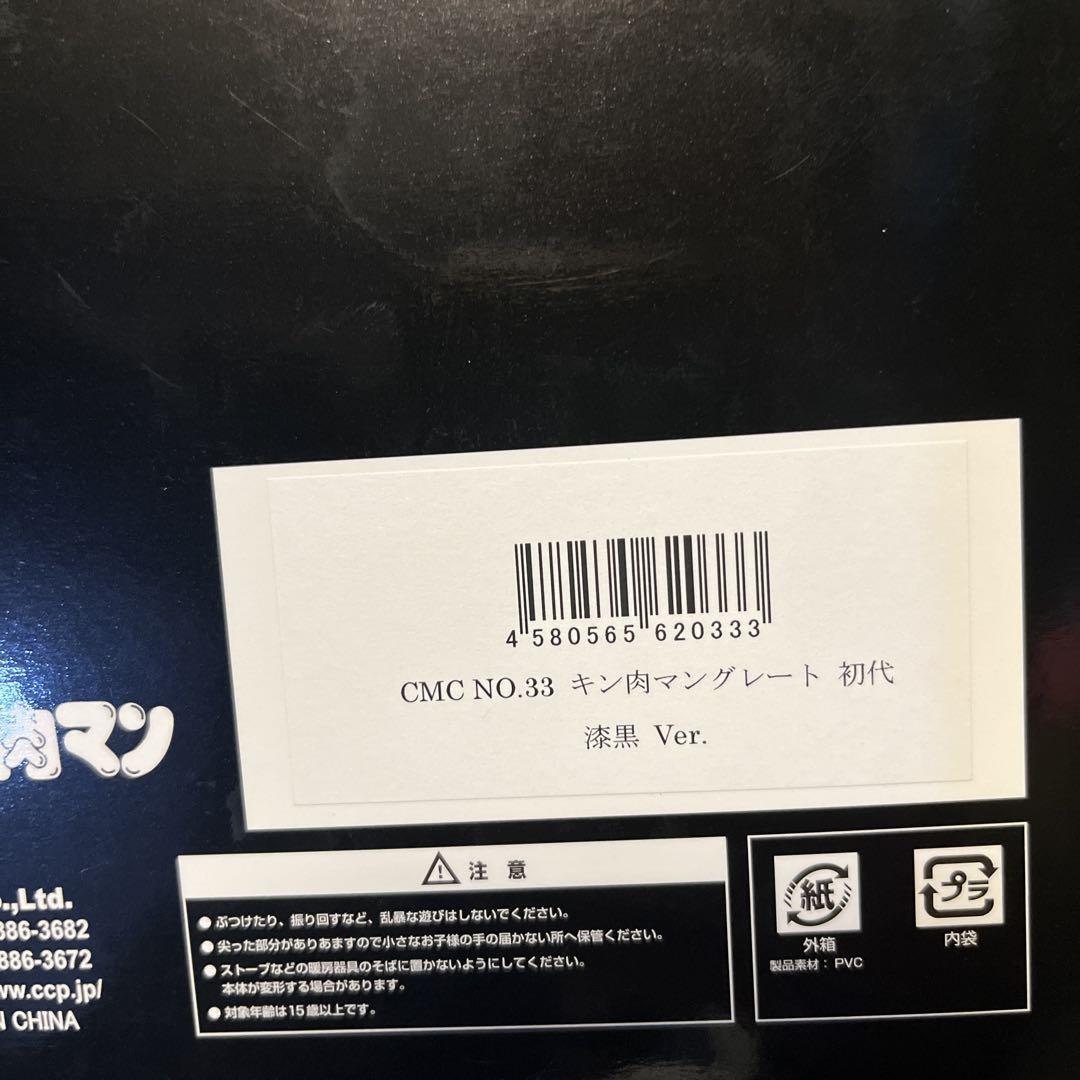 4 580565 620333
CMC NO.33 キン肉マングレート 初代
漆黒 Ver.
肉マン
.,Ltd.
886-3682
886-3672
ww.ccp.jp/
N CHINA
注 意
●ぶつけたり、振り回すなど、乱暴な遊びはしないでください。
●尖った部分がありあますので小さなお子様の手の届かない所へ保管ください。
●ストーブなどの暖房器具のそばに置かないようにしてください。
本体が変形する場合があります。
●対象年齢は15歳以上です。
紙
外箱
製品素材：PVC
プラ
内袋